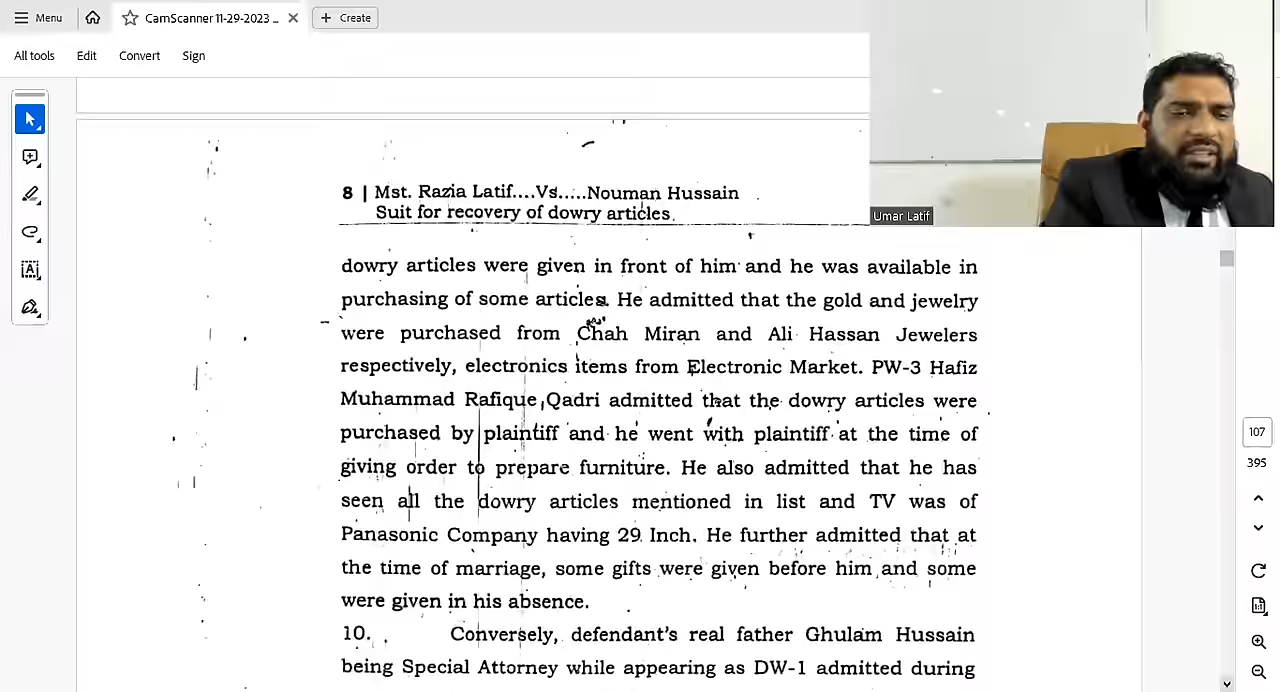 Menu
CamScanner 11-29-2023 ...
Create
All tools
Edit
Convert
Sign
Umar Latif
8 | Mst. Razia Latif....Vs.....Nouman Hussain
Suit for recovery of dowry articles.
dowry articles were given in front of him and he was available in
purchasing of some articles. He admitted that the gold and jewelry
were purchased from Chah Miran and Ali Hassan Jewelers
respectively, electronics items from Electronic Market. PW-3 Hafiz
Muhammad Rafique Qadri admitted that the dowry articles were
purchased by plaintiff and he went with plaintiff at the time of
giving order to prepare furniture. He also admitted that he has
seen all the dowry articles mentioned in list and TV was of
Panasonic Company having 29 Inch. He further admitted that at
the time of marriage, some gifts were given before him and some
were given in his absence.
10. Conversely, defendant's real father Ghulam Hussain
being Special Attorney while appearing as DW-1 admitted during
107
395